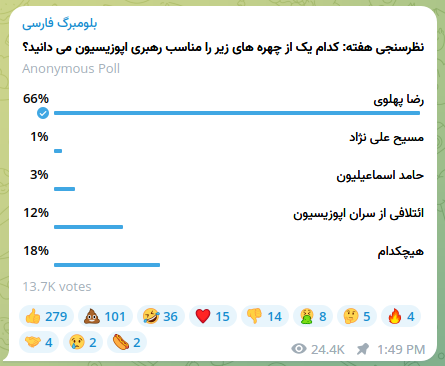 بلومبرگ فارسی
نظرسنجی هفته: کدام یک از چهره های زیر را مناسب رهبری اپوزیسیون می دانید؟
Anonymous Poll
66% رضا پهلوی
1% مسیح علی نژاد
3% حامد اسماعیلیون
12% ائتلافی از سران اپوزیسیون
18% هیچکدام
13.7K votes
👍 279 💩 101 🤣 36 ❤️ 15 👎 14 🤮 8 🤔 5 🔥 4
🤝 4 😢 2 🌭 2
24.4K 1:49 PM